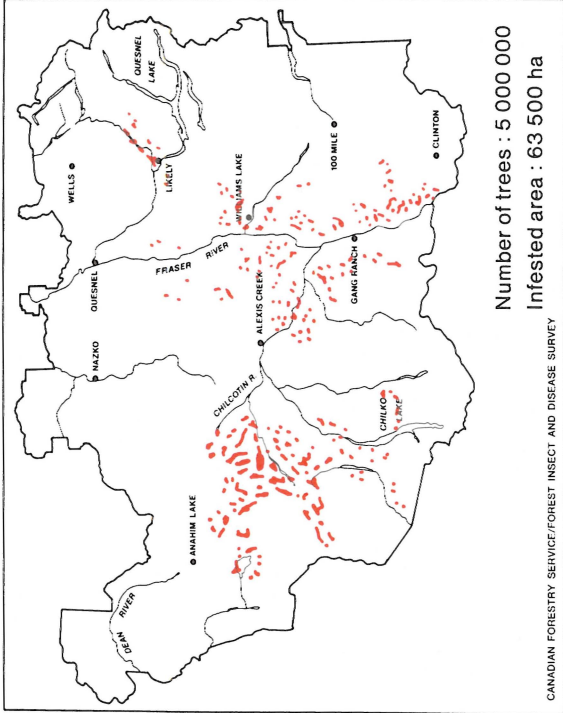 WELLS
QUESNEL
LAKE
QUESNEL
LIKELY
NAZKO
FRASER
RIVER
WILLIAMS LAKE
ALEXIS CREEK
CHILCOTIN R.
ANAHIM LAKE
DEAN
RIVER
100 MILE
GANG RANCH
CLINTON
CHILKO
LAKE
Number of trees : 5 000 000
Infested area : 63 500 ha
CANADIAN FORESTRY SERVICE/FOREST INSECT AND DISEASE SURVEY